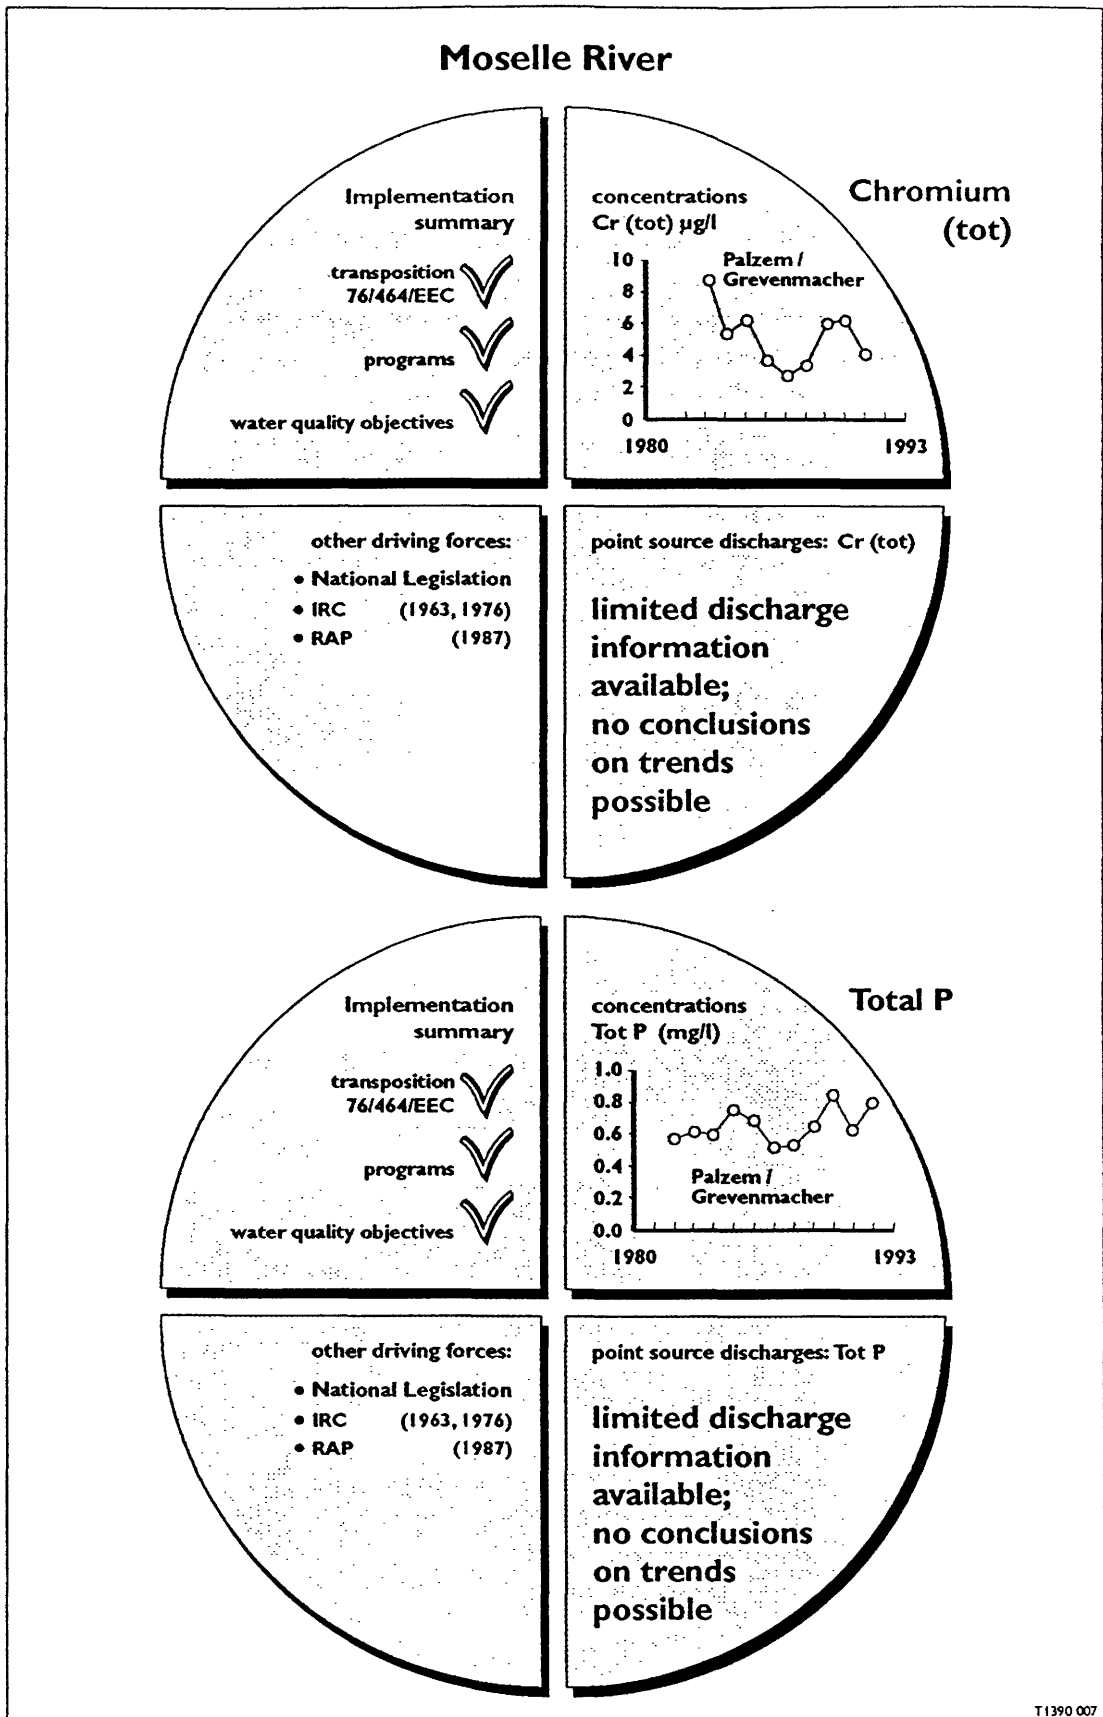 Moselle River
Implementation
summary
transposition
76/464/EEC
programs
water quality objectives
concentrations
Cr (tot) µg/l
Chromium
(tot)
Palzem /
Grevenmacher
10
8
6
4
2
0
1980
1993
other driving forces:
• National Legislation
• IRC (1963, 1976)
• RAP (1987)
point source discharges: Cr (tot)
limited discharge
information
available;
no conclusions
on trends
possible
Implementation
summary
transposition
76/464/EEC
programs
water quality objectives
concentrations
Tot P (mg/l)
Total P
1.0
0.8
0.6
0.4
0.2
0.0
Palzem /
Grevenmacher
1980
1993
other driving forces:
• National Legislation
• IRC (1963, 1976)
• RAP (1987)
point source discharges: Tot P
limited discharge
information
available;
no conclusions
on trends
possible
T1390 007